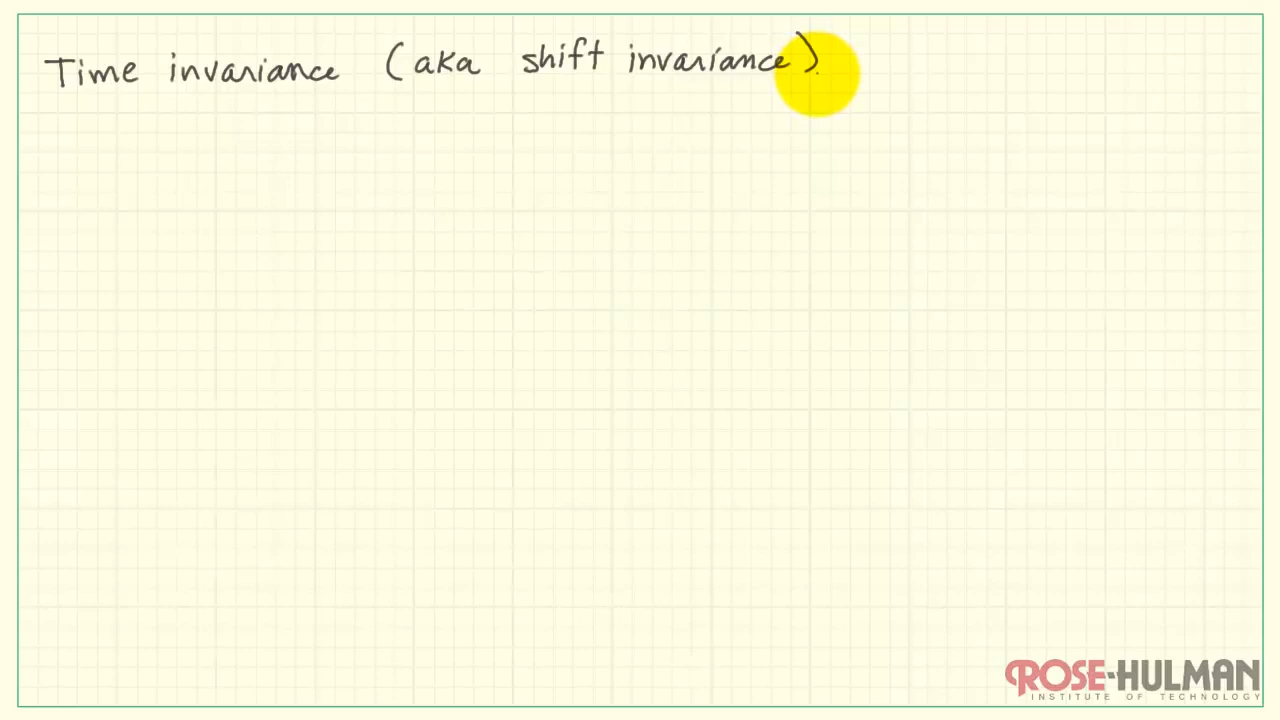 Time invariance (aka shift invariance)
ROSE-HULMAN
INSTITUTE OF TECHNOLOGY